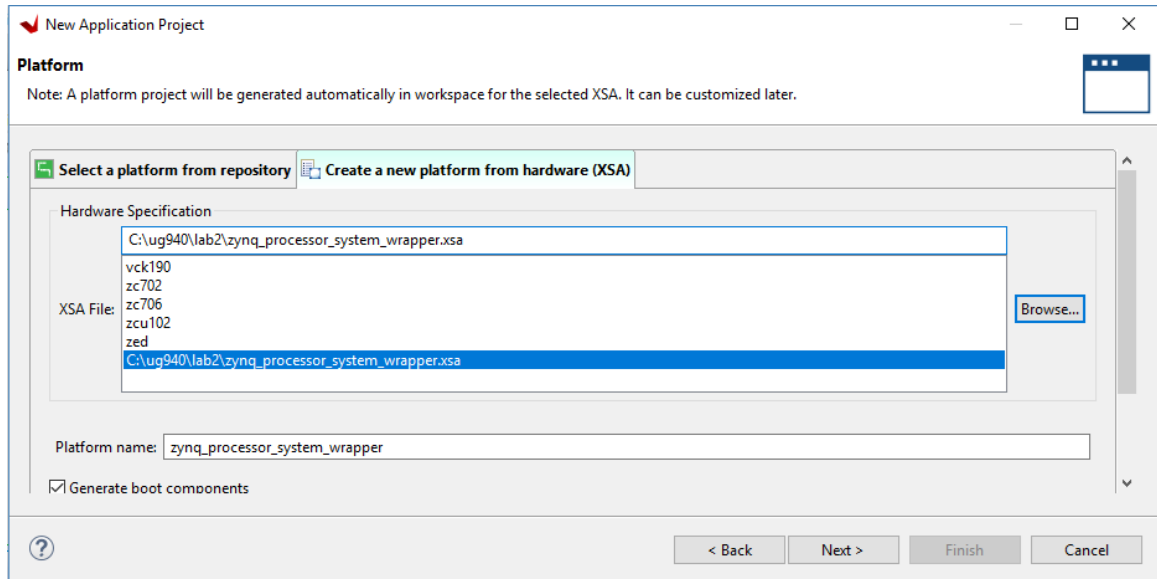 New Application Project
Platform
Note: A platform project will be generated automatically in workspace for the selected XSA. It can be customized later.
Select a platform from repository Create a new platform from hardware (XSA)
Hardware Specification
C:\ug940\lab2\zynq_processor_system_wrapper.xsa
vck190
zc702
XSA File: zc706 Browse...
zcu102
zed
C:\ug940\lab2\zynq_processor_system_wrapper.xsa
Platform name: zynq_processor_system_wrapper
Generate boot components
? < Back Next > Finish Cancel